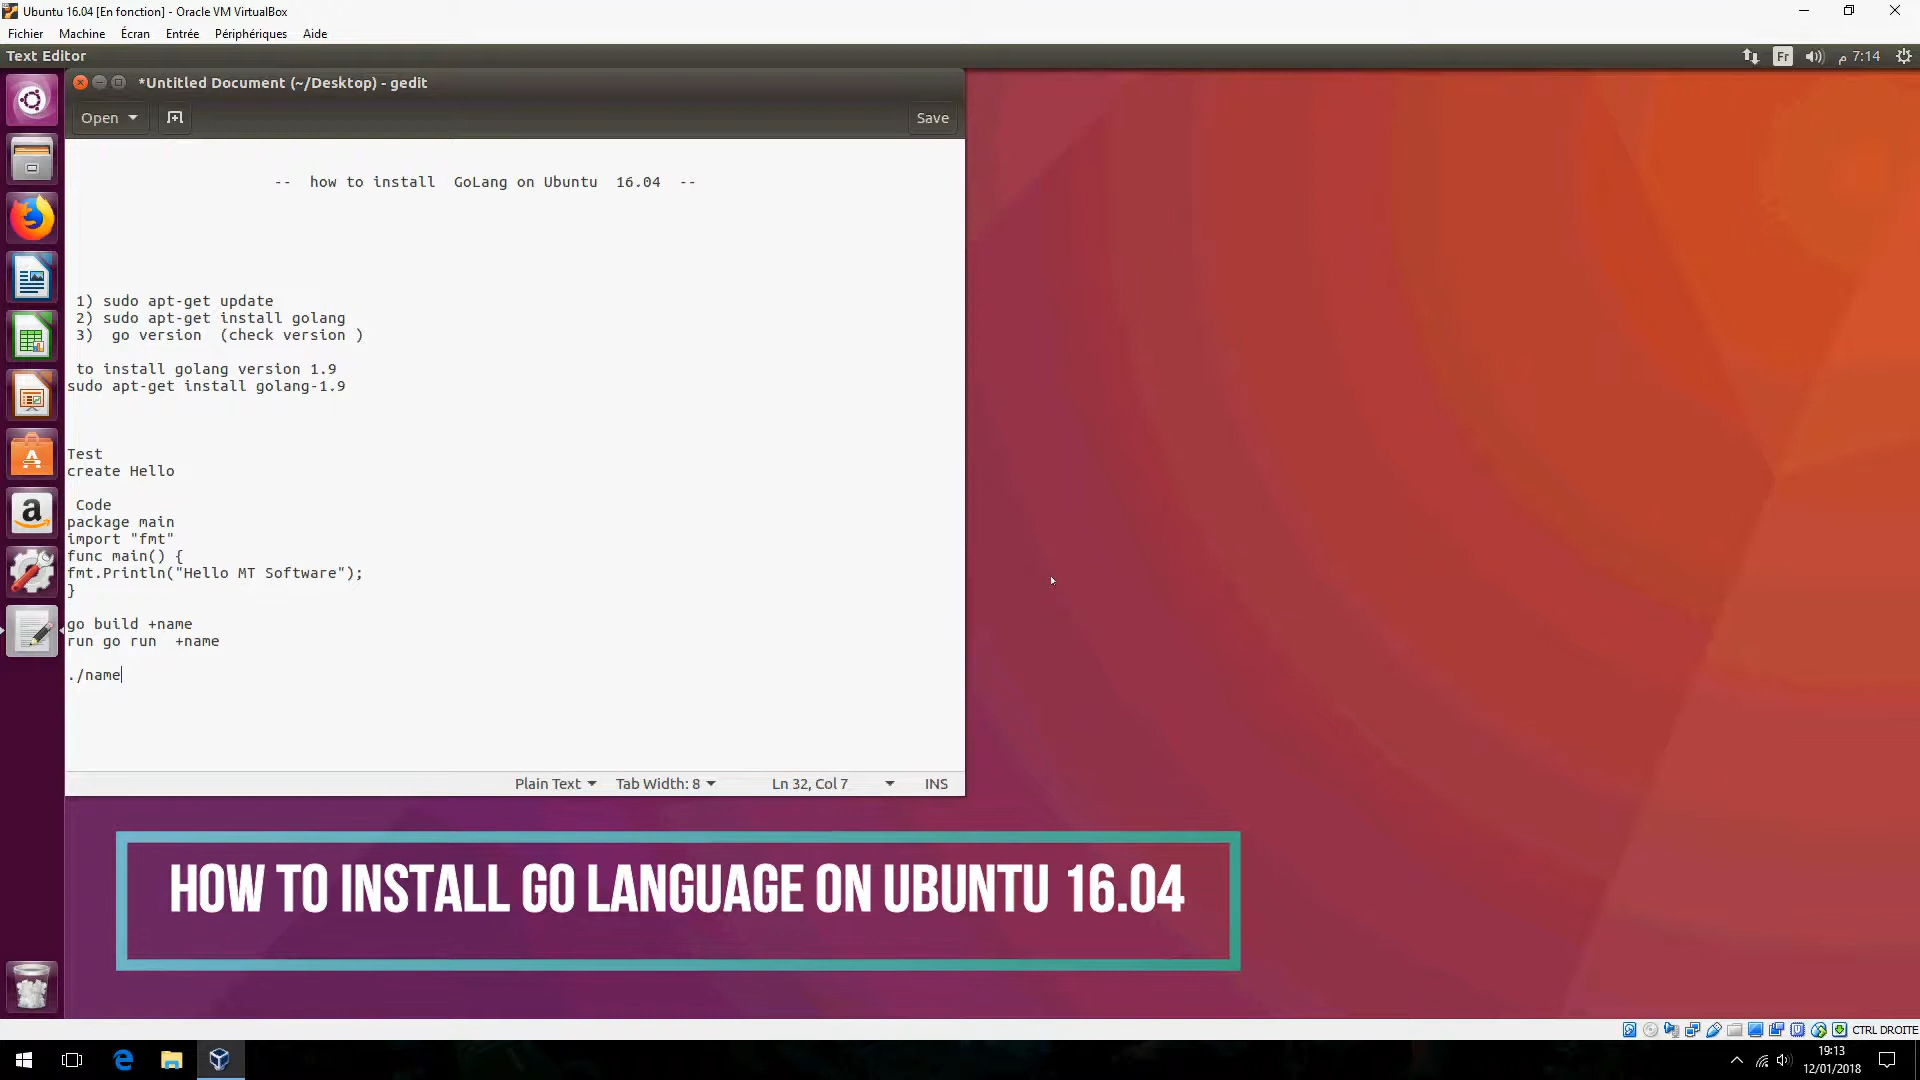 Ubuntu 16.04 [En fonction] - Oracle VM VirtualBox
Fichier Machine Écran Entrée Périphériques Aide
Text Editor Fr م 7:14
*Untitled Document (~/Desktop) - gedit
Open Save
-- how to install GoLang on Ubuntu 16.04 --
1) sudo apt-get update
2) sudo apt-get install golang
3) go version (check version )
to install golang version 1.9
sudo apt-get install golang-1.9
Test
create Hello
Code
package main
import "fmt"
func main() {
fmt.Println("Hello MT Software");
}
go build +name
run go run +name
./name
Plain Text Tab Width: 8 Ln 32, Col 7 INS
HOW TO INSTALL GO LANGUAGE ON UBUNTU 16.04
CTRL DROITE
19:13
12/01/2018